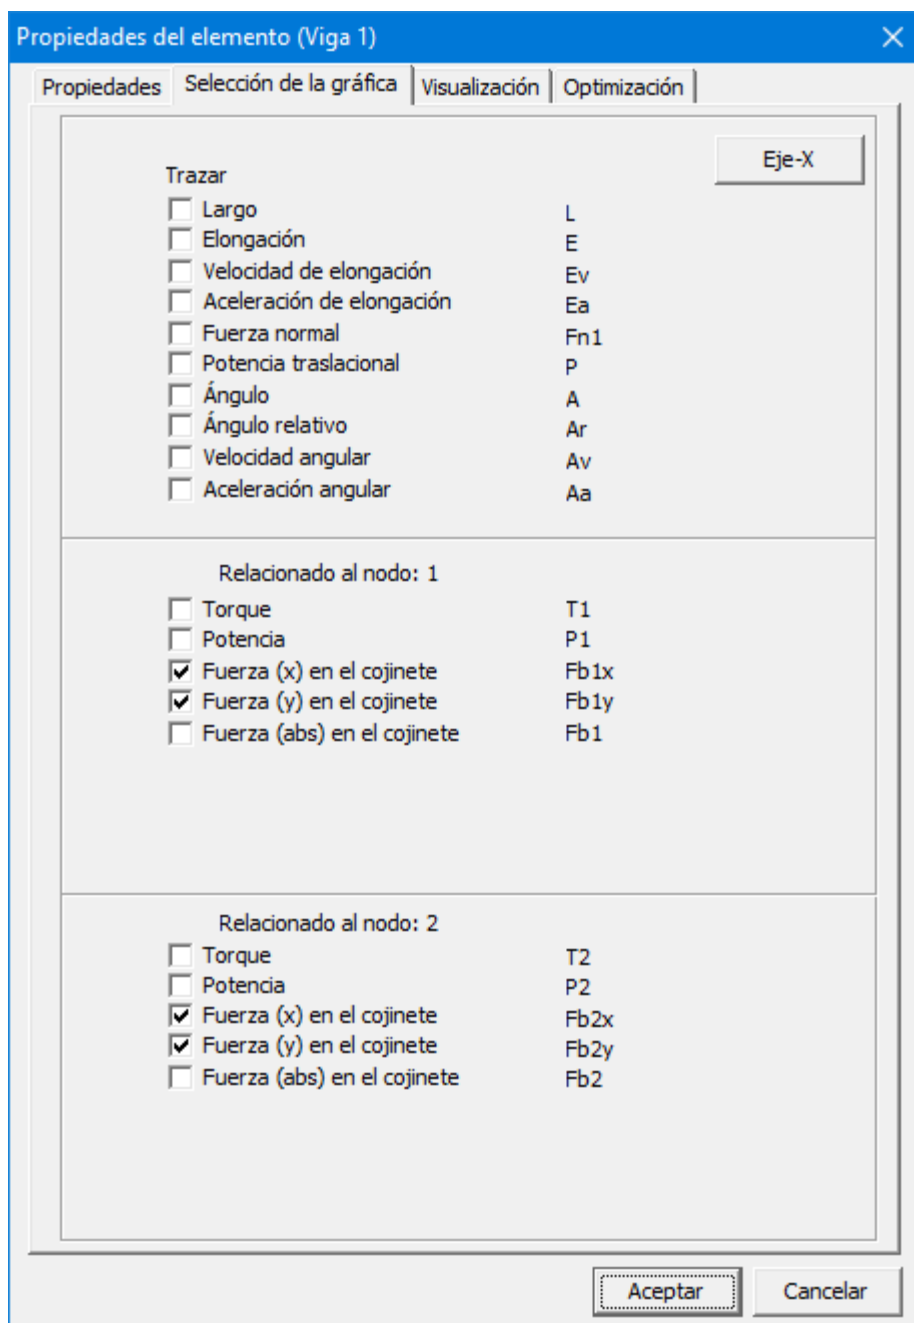 Propiedades del elemento (Viga 1)
Propiedades Selección de la gráfica Visualización Optimización
Eje-X
Trazar
Largo L
Elongación E
Velocidad de elongación Ev
Aceleración de elongación Ea
Fuerza normal Fn1
Potencia traslacional P
Ángulo A
Ángulo relativo Ar
Velocidad angular Av
Aceleración angular Aa
Relacionado al nodo: 1
Torque T1
Potencia P1
Fuerza (x) en el cojinete Fb1x
Fuerza (y) en el cojinete Fb1y
Fuerza (abs) en el cojinete Fb1
Relacionado al nodo: 2
Torque T2
Potencia P2
Fuerza (x) en el cojinete Fb2x
Fuerza (y) en el cojinete Fb2y
Fuerza (abs) en el cojinete Fb2
Aceptar Cancelar